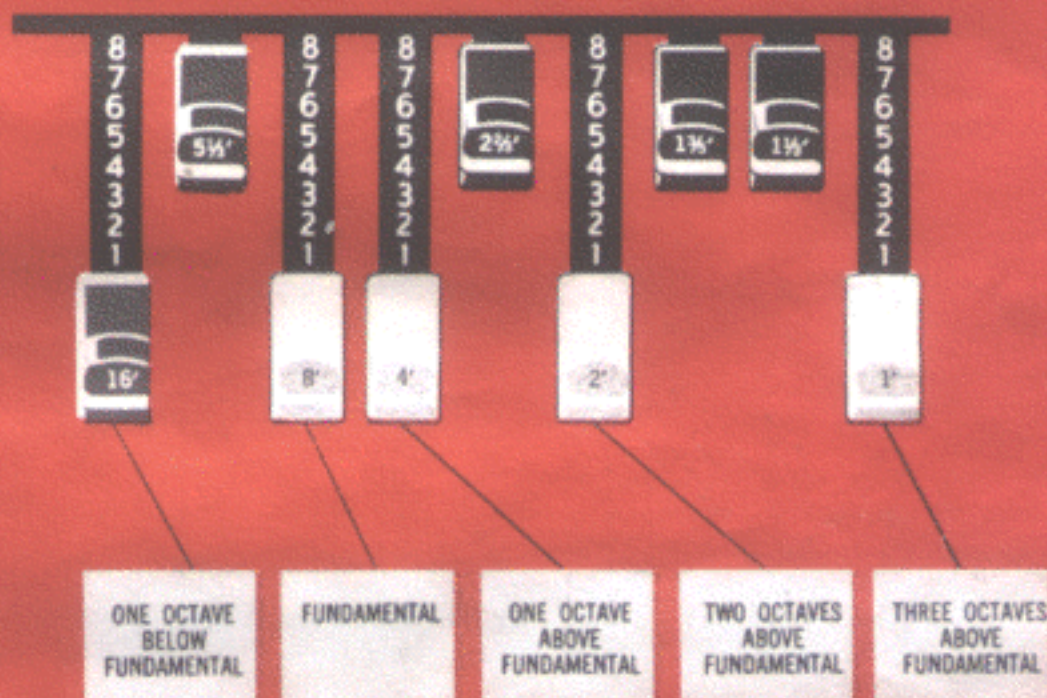 8 8 8 8 8
7 7 7 7 7
6 6 6 6 6
5 5⅓' 5 5 2⅔' 5 1⅗' 1⅓' 5
4 4 4 4 4
3 3 3 3 3
2 2 2 2 2
1 1 1 1 1
16' 8' 4' 2' 1'
ONE OCTAVE
BELOW
FUNDAMENTAL
FUNDAMENTAL
ONE OCTAVE
ABOVE
FUNDAMENTAL
TWO OCTAVES
ABOVE
FUNDAMENTAL
THREE OCTAVES
ABOVE
FUNDAMENTAL